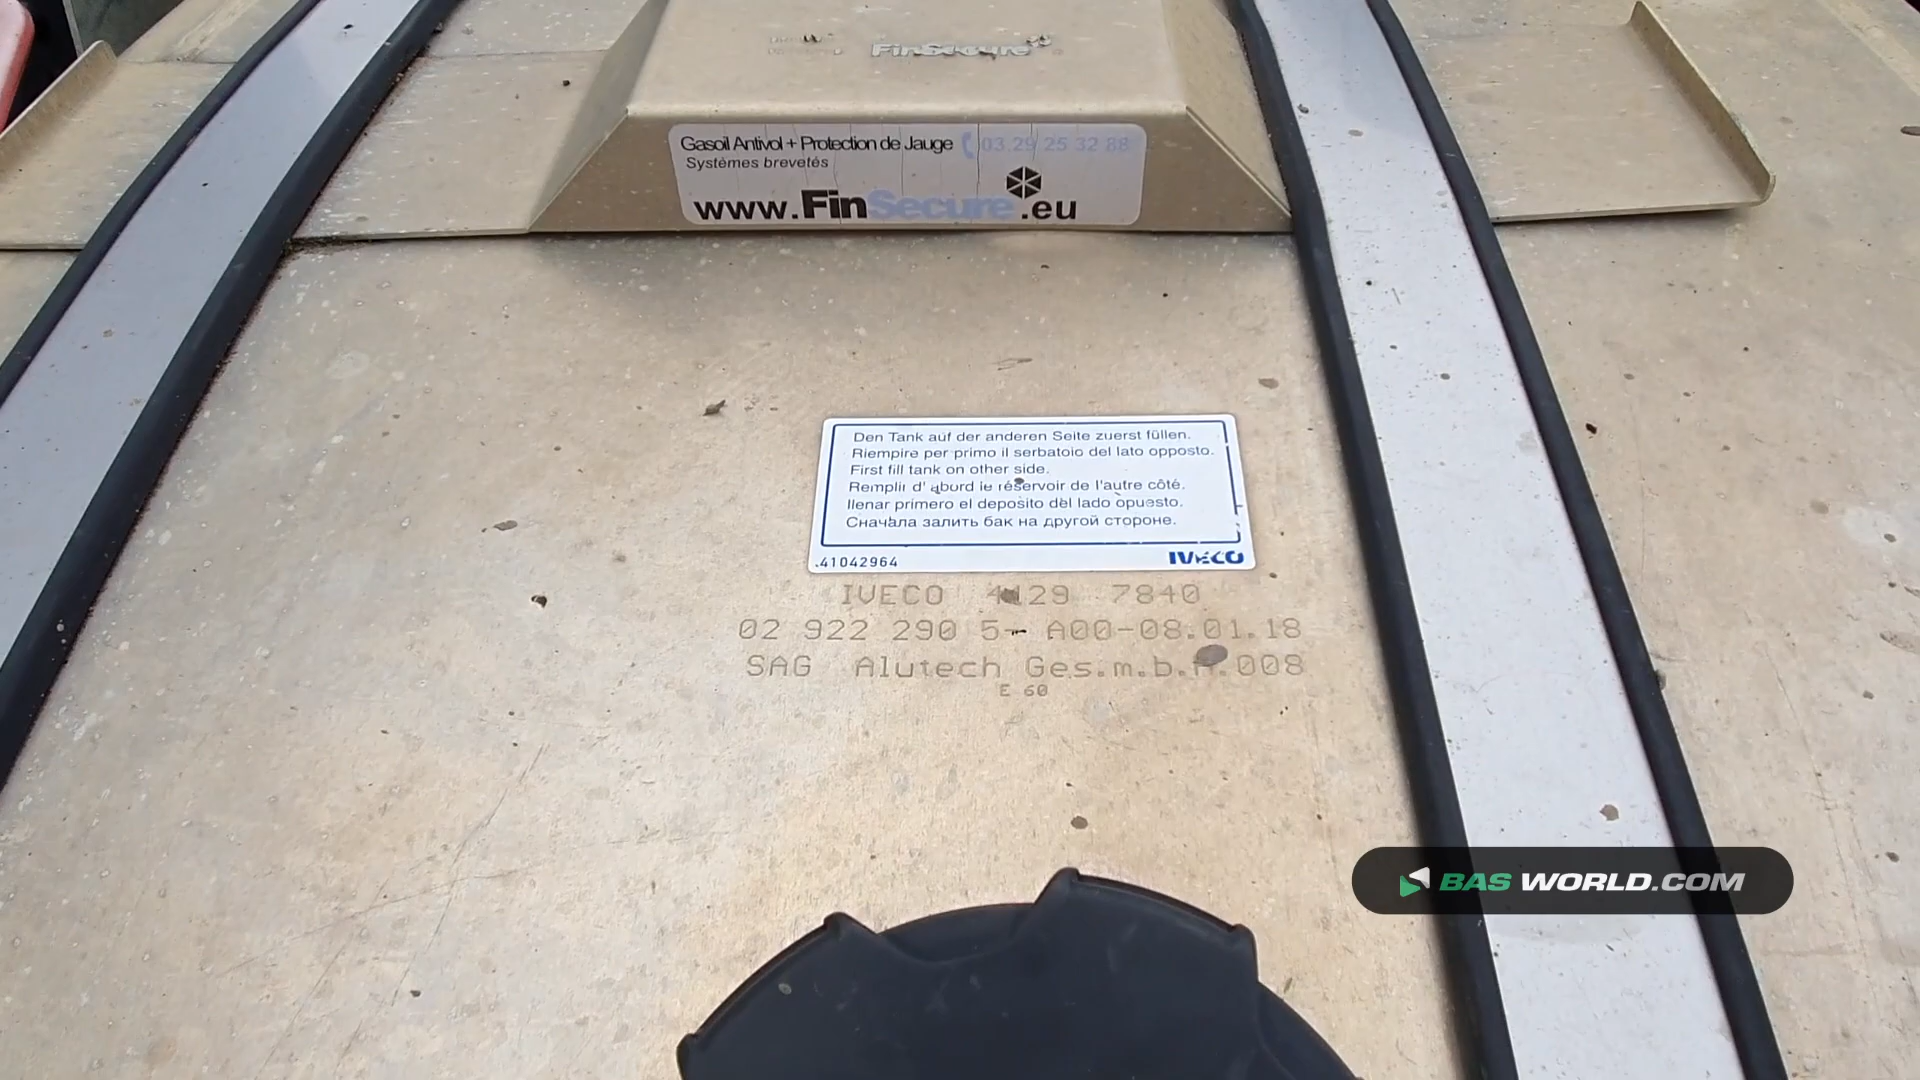 FinSecure
Gasoil Antivol + Protection de Jauge 03.29 25 32 88
Systémes brevetés
www.FinSecure.eu
Den Tank auf der anderen Seite zuerst füllen.
Riempire per primo il serbatoio del lato opposto.
First fill tank on other side.
Remplir d' abord le réservoir de l'autre côté.
llenar primero el deposito del lado opuesto.
Сначала залить бак на другой стороне.
41042964 IVECO
IVECO 4129 7840
02 922 290 5- A00-08.01.18
SAG Alutech Ges.m.b.H.008
E 60
BAS WORLD.COM